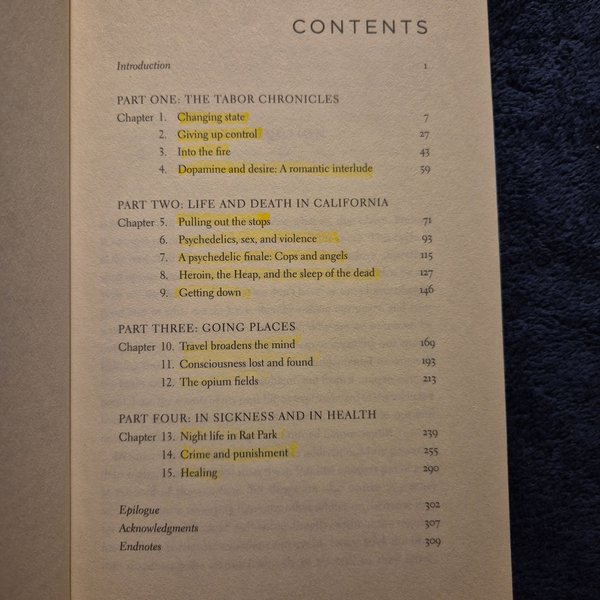 CONTENTS
Introduction 1
PART ONE: THE TABOR CHRONICLES
Chapter 1. Changing state 7
2. Giving up control 27
3. Into the fire 43
4. Dopamine and desire: A romantic interlude 59
PART TWO: LIFE AND DEATH IN CALIFORNIA
Chapter 5. Pulling out the stops 71
6. Psychedelics, sex, and violence 93
7. A psychedelic finale: Cops and angels 115
8. Heroin, the Heap, and the sleep of the dead 127
9. Getting down 146
PART THREE: GOING PLACES
Chapter 10. Travel broadens the mind 169
11. Consciousness lost and found 193
12. The opium fields 213
PART FOUR: IN SICKNESS AND IN HEALTH
Chapter 13. Night life in Rat Park 239
14. Crime and punishment 255
15. Healing 290
Epilogue 302
Acknowledgments 307
Endnotes 309